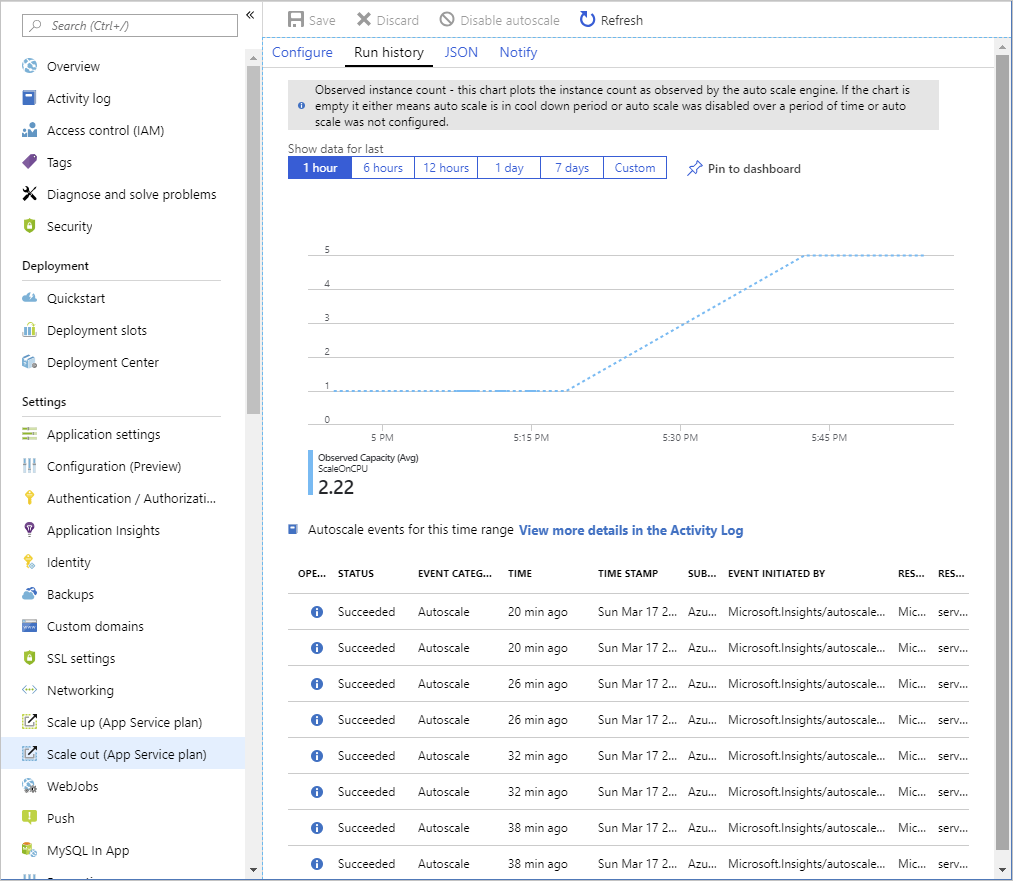 Search (Ctrl+/)
«
Overview
Activity log
Access control (IAM)
Tags
Diagnose and solve problems
Security
Deployment
Quickstart
Deployment slots
Deployment Center
Settings
Application settings
Configuration (Preview)
Authentication / Authorizati...
Application Insights
Identity
Backups
Custom domains
SSL settings
Networking
Scale up (App Service plan)
Scale out (App Service plan)
WebJobs
Push
MySQL In App
Save Discard Disable autoscale Refresh
Configure Run history JSON Notify
Observed instance count - this chart plots the instance count as observed by the auto scale engine. If the chart is
empty it either means auto scale is in cool down period or auto scale was disabled over a period of time or auto
scale was not configured.
Show data for last
1 hour 6 hours 12 hours 1 day 7 days Custom Pin to dashboard
5
4
3
2
1
0
5 PM 5:15 PM 5:30 PM 5:45 PM
Observed Capacity (Avg)
ScaleOnCPU
2.22
Autoscale events for this time range View more details in the Activity Log
OPE... STATUS EVENT CATEG... TIME TIME STAMP SUB... EVENT INITIATED BY RES... RES...
Succeeded Autoscale 20 min ago Sun Mar 17 2... Azu... Microsoft.Insights/autoscale... Mic... serv...
Succeeded Autoscale 20 min ago Sun Mar 17 2... Azu... Microsoft.Insights/autoscale... Mic... serv...
Succeeded Autoscale 26 min ago Sun Mar 17 2... Azu... Microsoft.Insights/autoscale... Mic... serv...
Succeeded Autoscale 26 min ago Sun Mar 17 2... Azu... Microsoft.Insights/autoscale... Mic... serv...
Succeeded Autoscale 32 min ago Sun Mar 17 2... Azu... Microsoft.Insights/autoscale... Mic... serv...
Succeeded Autoscale 32 min ago Sun Mar 17 2... Azu... Microsoft.Insights/autoscale... Mic... serv...
Succeeded Autoscale 38 min ago Sun Mar 17 2... Azu... Microsoft.Insights/autoscale... Mic... serv...
Succeeded Autoscale 38 min ago Sun Mar 17 2... Azu... Microsoft.Insights/autoscale... Mic... serv...